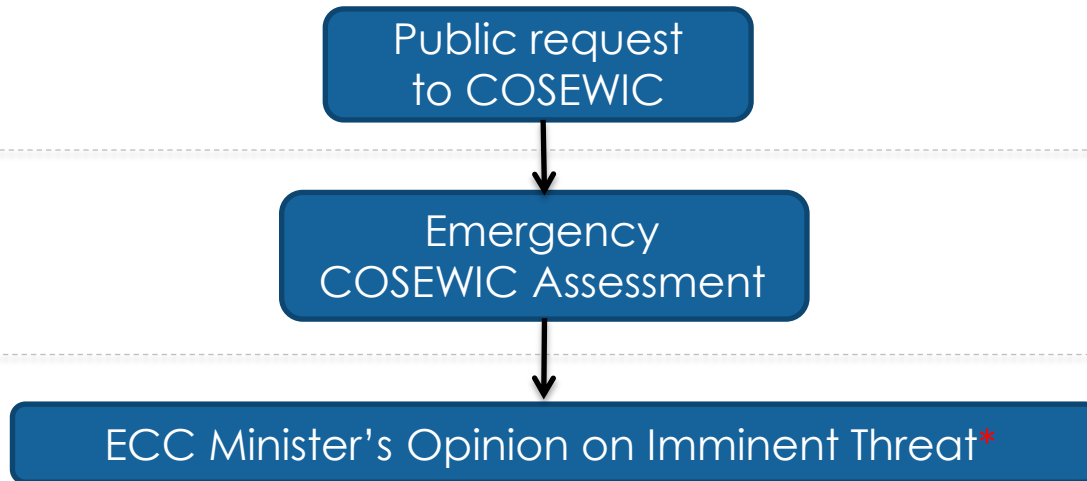 Public request
to COSEWIC
Emergency
COSEWIC Assessment
ECC Minister’s Opinion on Imminent Threat*